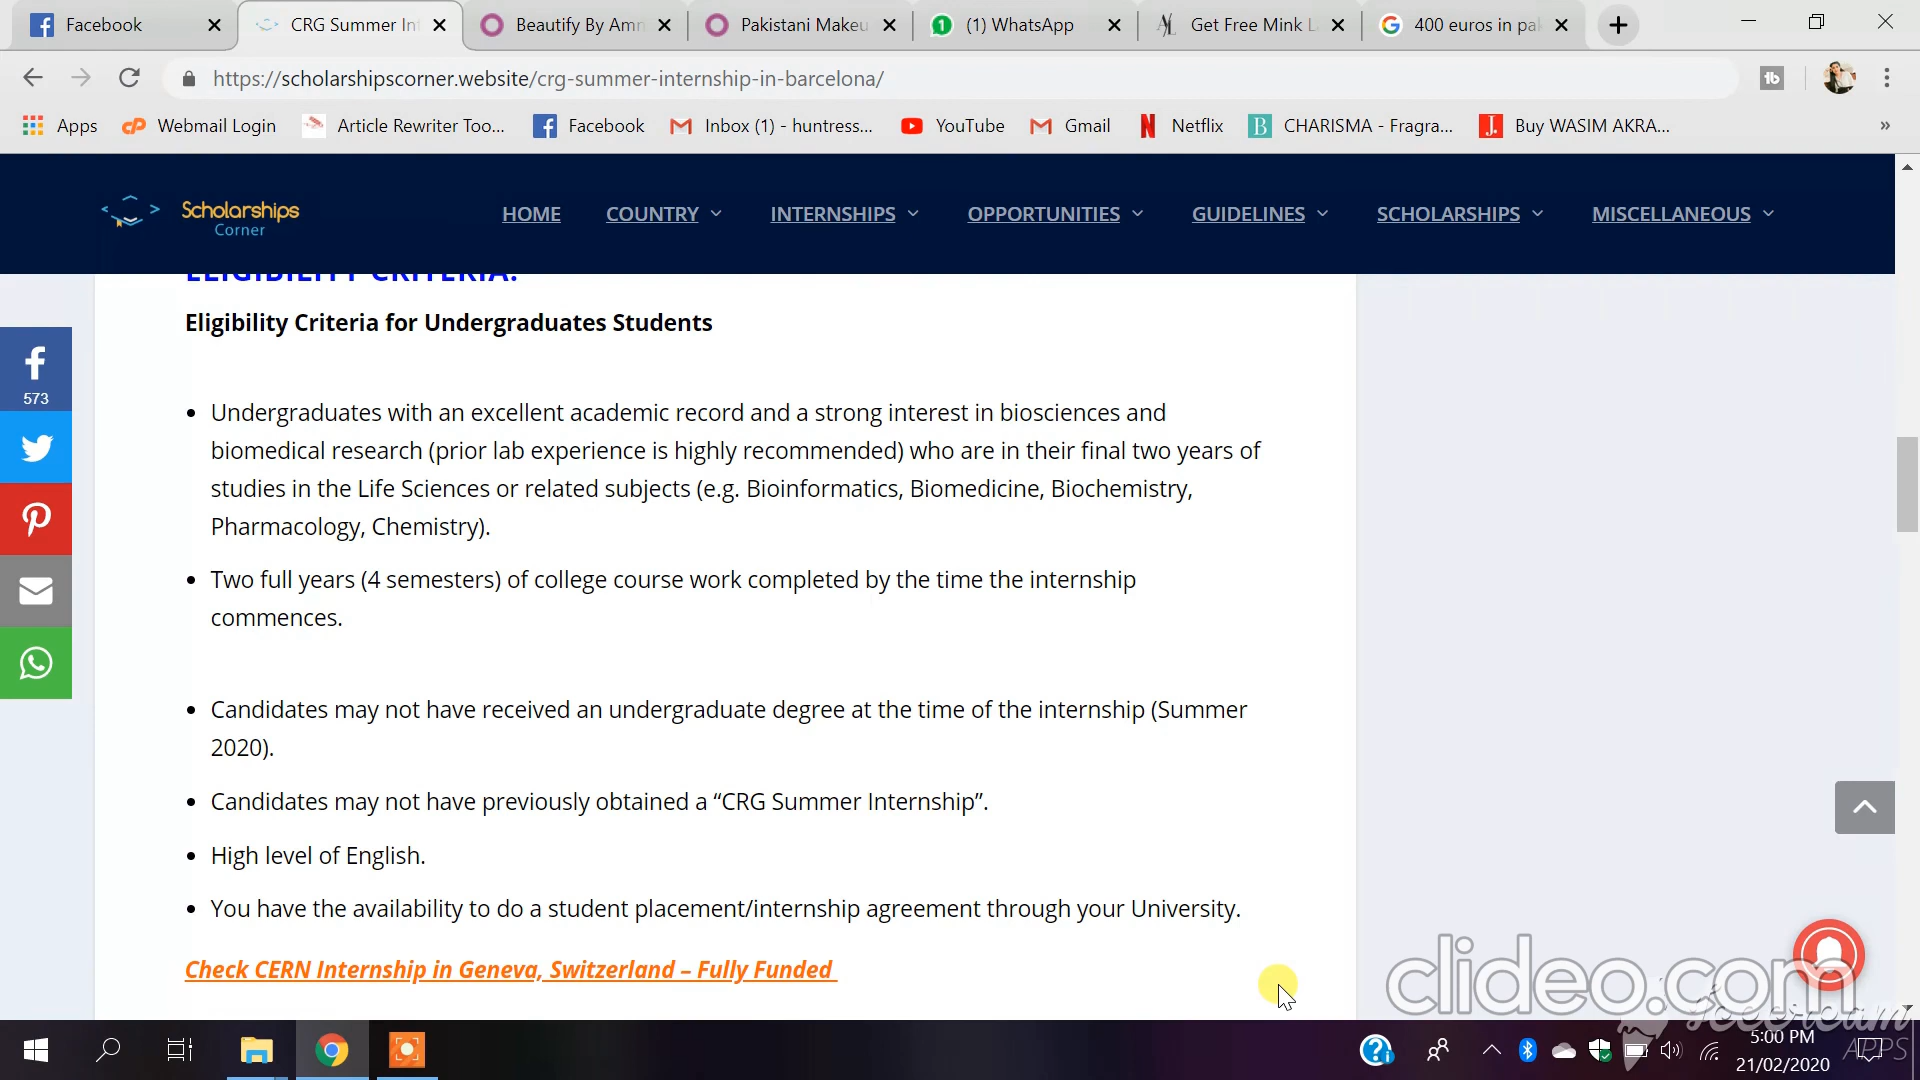 Facebook
CRG Summer In
Beautify By Amn
Pakistani Makeu
(1) WhatsApp
Get Free Mink L
400 euros in pak
https://scholarshipscorner.website/crg-summer-internship-in-barcelona/
Apps
Webmail Login
Article Rewriter Too...
Facebook
Inbox (1) - huntress...
YouTube
Gmail
Netflix
CHARISMA - Fragra...
Buy WASIM AKRA...
Scholarships
Corner
HOME
COUNTRY
INTERNSHIPS
OPPORTUNITIES
GUIDELINES
SCHOLARSHIPS
MISCELLANEOUS
ELIGIBILITY CRITERIA:
Eligibility Criteria for Undergraduates Students
573
• Undergraduates with an excellent academic record and a strong interest in biosciences and
biomedical research (prior lab experience is highly recommended) who are in their final two years of
studies in the Life Sciences or related subjects (e.g. Bioinformatics, Biomedicine, Biochemistry,
Pharmacology, Chemistry).
• Two full years (4 semesters) of college course work completed by the time the internship
commences.
• Candidates may not have received an undergraduate degree at the time of the internship (Summer
2020).
• Candidates may not have previously obtained a “CRG Summer Internship”.
• High level of English.
• You have the availability to do a student placement/internship agreement through your University.
Check CERN Internship in Geneva, Switzerland – Fully Funded
clideo.com
Icecream
APPS
5:00 PM
21/02/2020